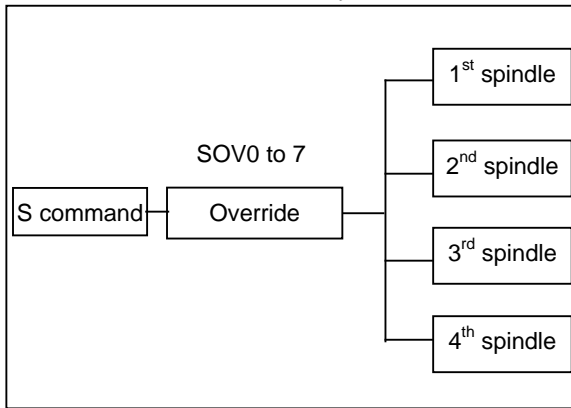 1st spindle
SOV0 to 7
2nd spindle
S command
Override
3rd spindle
4th spindle